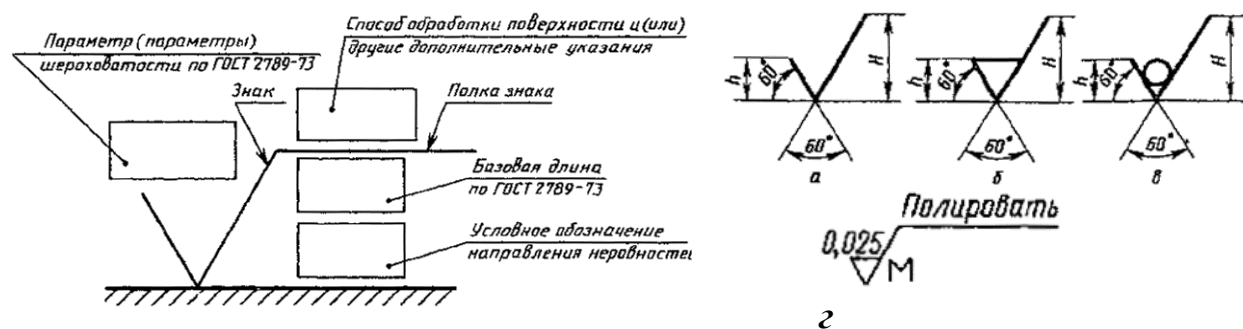 Параметр (параметры)
шероховатости по ГОСТ 2789-73
Знак
Способ обработки поверхности и(или)
другие дополнительные указания
Полка знака
Базовая длина
по ГОСТ 2789-73
Условное обозначение
направления неровностей
h
60°
H
60°
а
h
60°
H
60°
б
h
60°
H
60°
в
Полировать
0,025
М
г